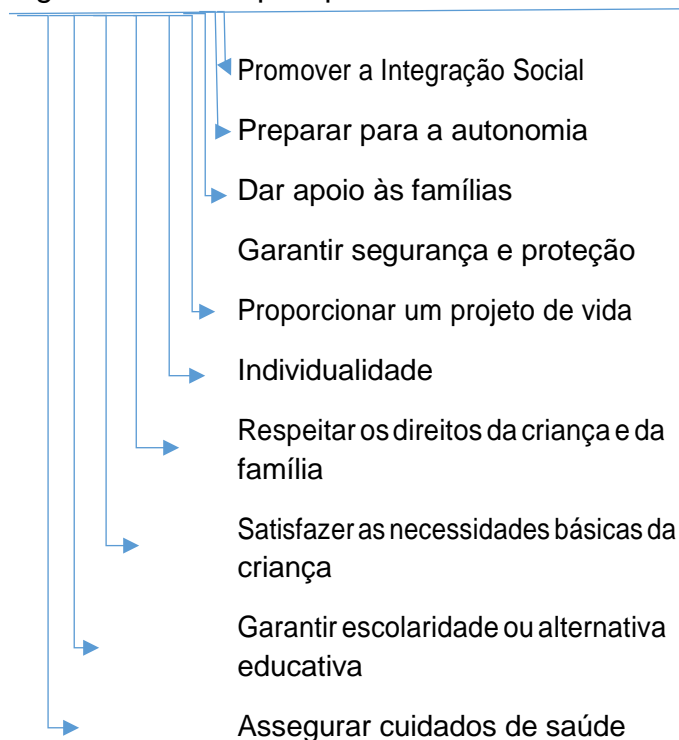 Promover a Integração Social
Preparar para a autonomia
Dar apoio às famílias
Garantir segurança e proteção
Proporcionar um projeto de vida
Individualidade
Respeitar os direitos da criança e da
família
Satisfazer as necessidades básicas da
criança
Garantir escolaridade ou alternativa
educativa
Assegurar cuidados de saúde